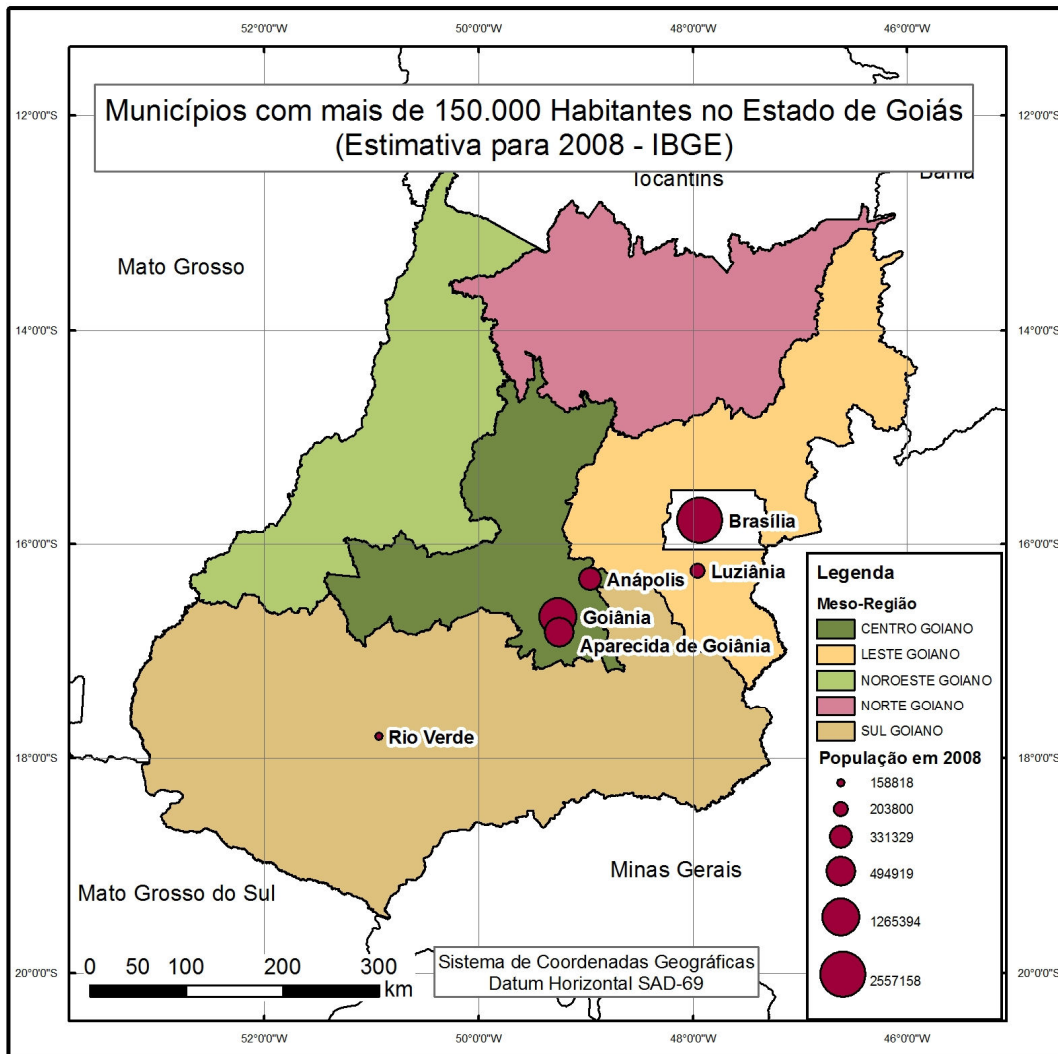 52°0'0"W 50°0'0"W 48°0'0"W 46°0'0"W
Municípios com mais de 150.000 Habitantes no Estado de Goiás
(Estimativa para 2008 - IBGE)
12°0'0"S 12°0'0"S
Tocantins
Bahia
Mato Grosso
14°0'0"S 14°0'0"S
Brasília
16°0'0"S 16°0'0"S
Luziânia
Anápolis
Goiânia
Aparecida de Goiânia
Rio Verde
18°0'0"S 18°0'0"S
Minas Gerais
Mato Grosso do Sul
20°0'0"S 20°0'0"S
Legenda
Meso-Região
CENTRO GOIANO
LESTE GOIANO
NOROESTE GOIANO
NORTE GOIANO
SUL GOIANO
População em 2008
158818
203800
331329
494919
1265394
2557158
0 50 100 200 300
km
Sistema de Coordenadas Geográficas
Datum Horizontal SAD-69
52°0'0"W 50°0'0"W 48°0'0"W 46°0'0"W